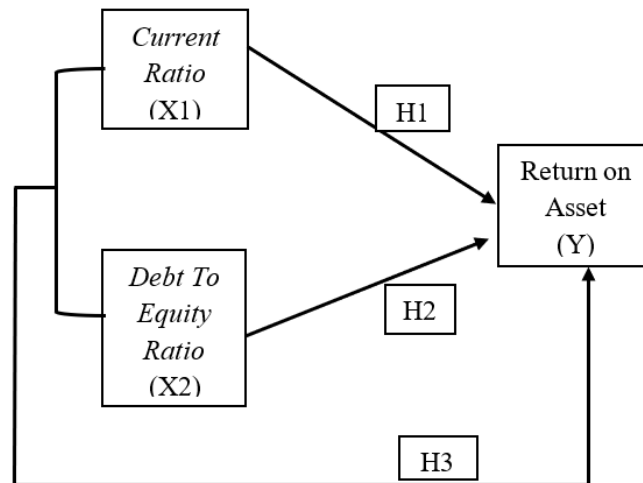 Current
Ratio
(X1)
H1
Return on
Asset
(Y)
Debt To
Equity
Ratio
(X2)
H2
H3